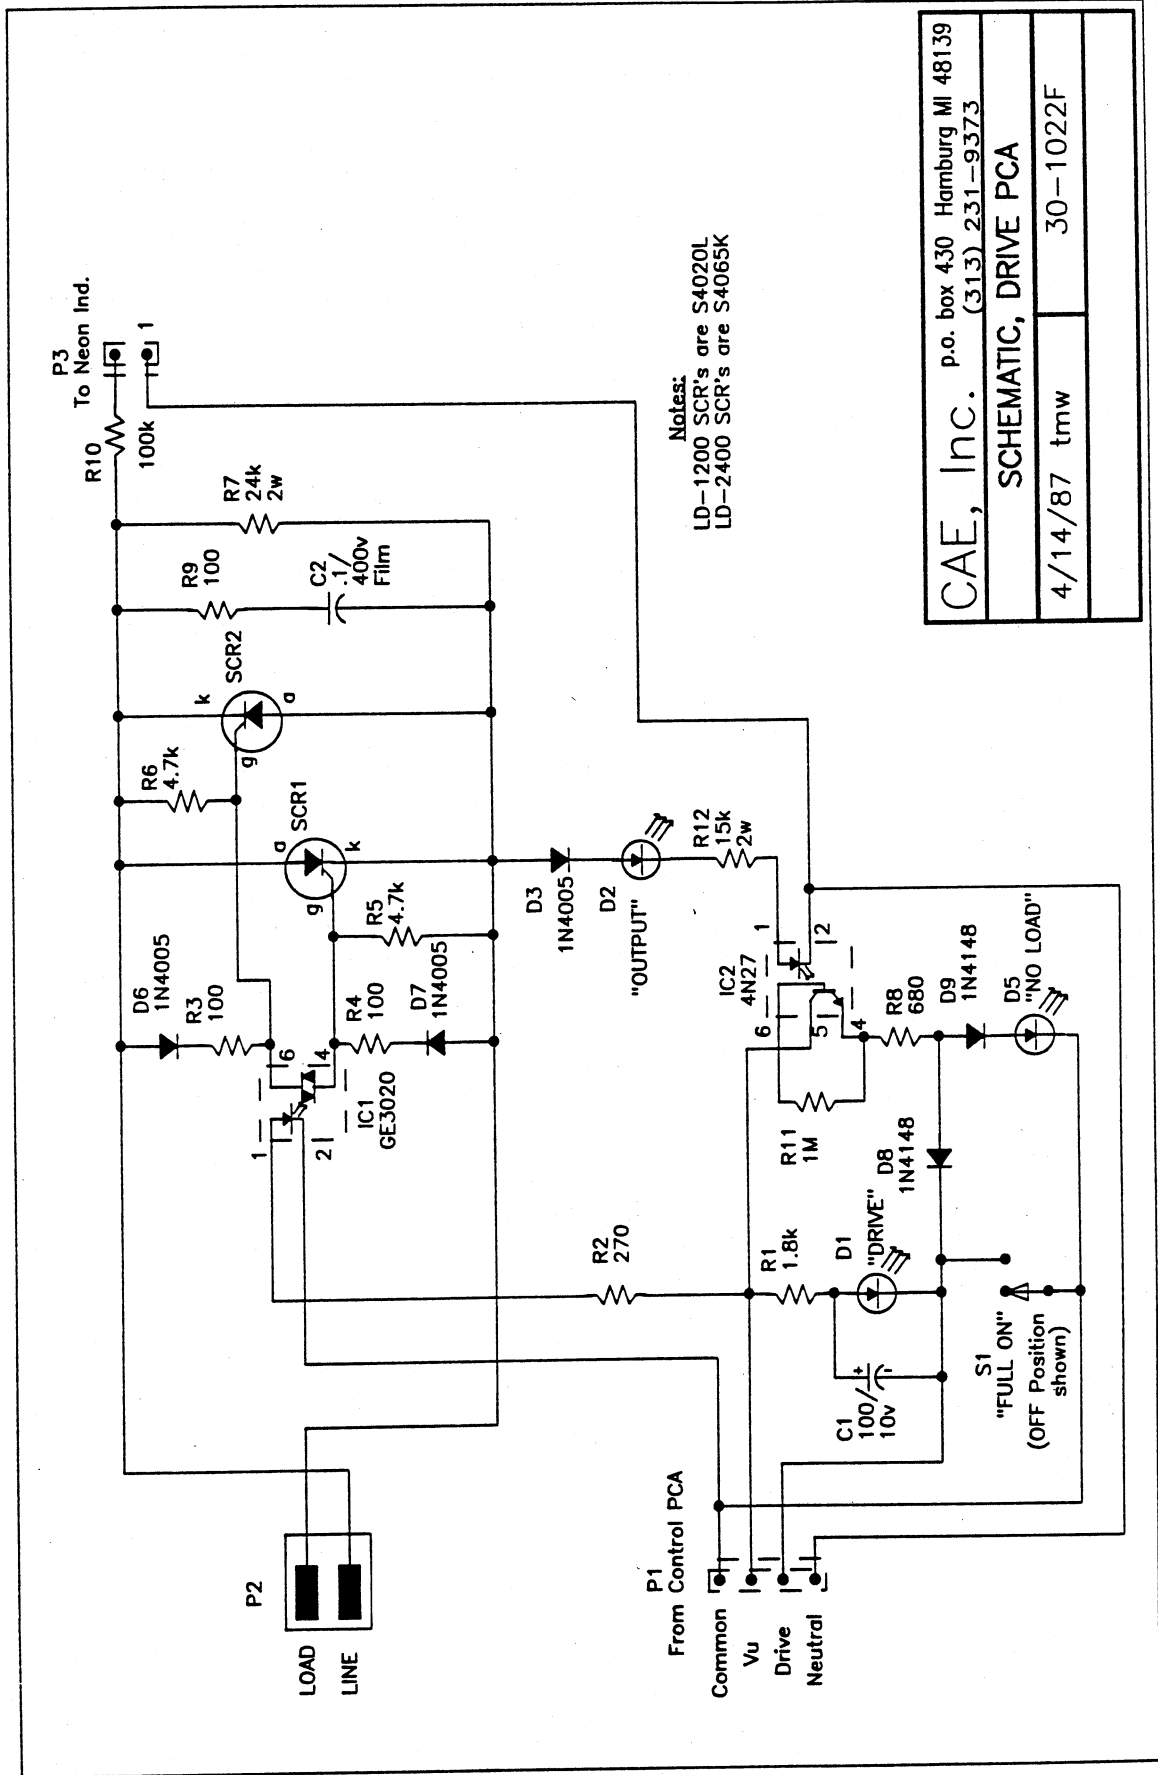 P3
To Neon Ind.
1
R10
100k
R7
24k
2w
R9
100
C2
.1/
400v
Film
SCR2
k
a
g
R6
4.7k
SCR1
a
k
g
R5
4.7k
D6
1N4005
R3
100
R4
100
D7
1N4005
6
4
1
2
IC1
GE3020
P2
LOAD
LINE
D3
1N4005
D2
"OUTPUT"
R12
15k
2w
1
2
IC2
4N27
6
5
4
R11
1M
R8
680
D9
1N4148
D5
"NO LOAD"
D8
1N4148
R2
270
R1
1.8k
D1
"DRIVE"
C1
100/
10v
+
-
S1
"FULL ON"
(OFF Position
shown)
P1
From Control PCA
Common
Vu
Drive
Neutral
Notes:
LD-1200 SCR's are S4020L
LD-2400 SCR's are S4065K
CAE, Inc. p.o. box 430 Hamburg MI 48139
(313) 231-9373
SCHEMATIC, DRIVE PCA
4/14/87 tmw 30-1022F